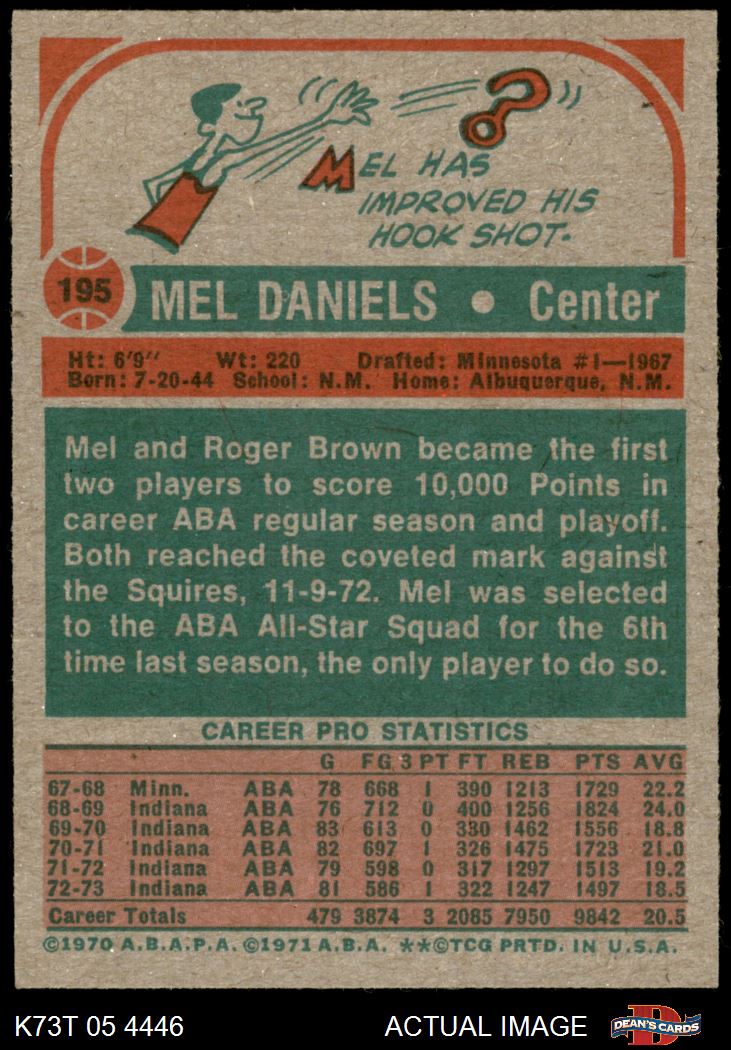 MEL HAS
IMPROVED HIS
HOOK SHOT.
195 MEL DANIELS • Center
Ht: 6'9" Wt: 220 Drafted: Minnesota #1—1967
Born: 7-20-44 School: N.M. Home: Albuquerque, N.M.
Mel and Roger Brown became the first
two players to score 10,000 Points in
career ABA regular season and playoff.
Both reached the coveted mark against
the Squires, 11-9-72. Mel was selected
to the ABA All-Star Squad for the 6th
time last season, the only player to do so.
CAREER PRO STATISTICS
G FG 3 PT FT REB PTS AVG
67-68 Minn. ABA 78 668 1 390 1213 1729 22.2
68-69 Indiana ABA 76 712 0 400 1256 1824 24.0
69-70 Indiana ABA 83 613 0 330 1462 1556 18.8
70-71 Indiana ABA 82 697 1 326 1475 1723 21.0
71-72 Indiana ABA 79 598 0 317 1297 1513 19.2
72-73 Indiana ABA 81 586 1 322 1247 1497 18.5
Career Totals 479 3874 3 2085 7950 9842 20.5
©1970 A.B.A.P.A. ©1971 A.B.A. **©TCG PRTD. IN U.S.A.
K73T 05 4446 ACTUAL IMAGE DEAN'S CARDS